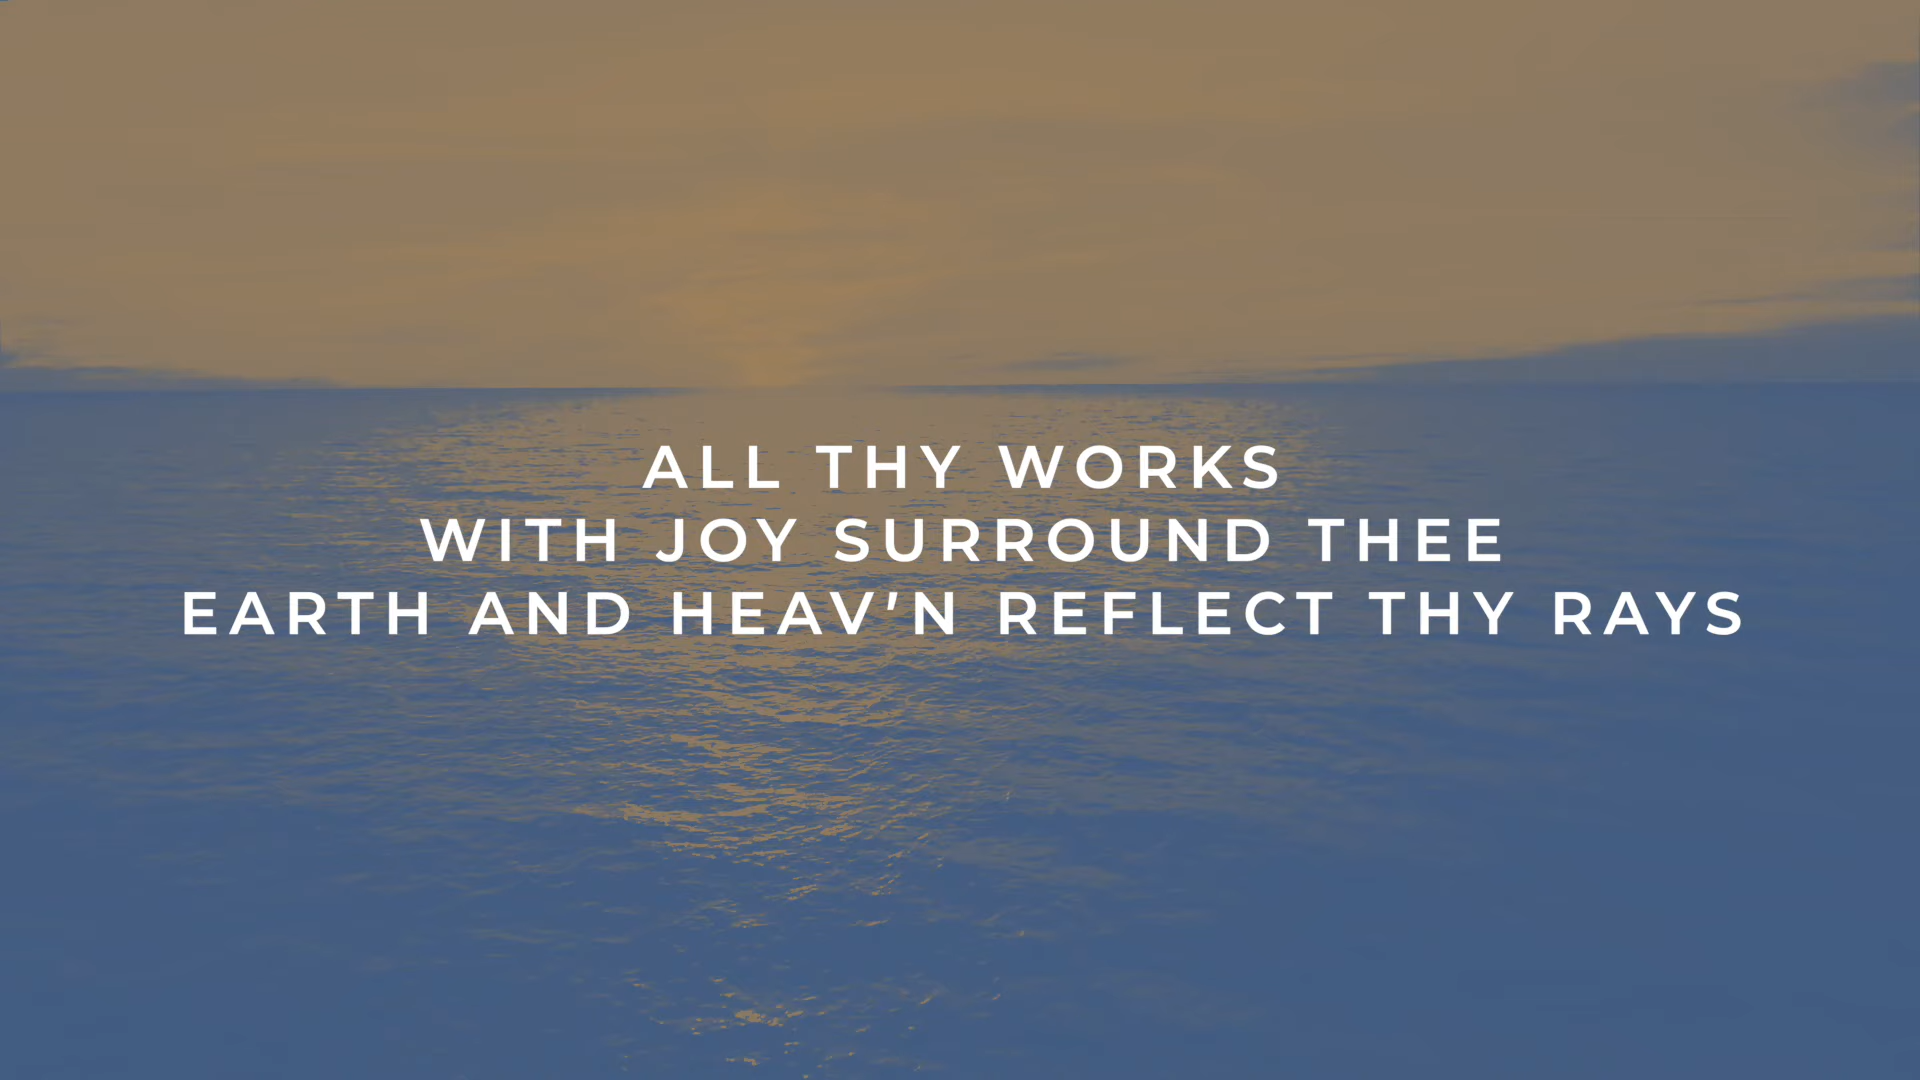 ALL THY WORKS
WITH JOY SURROUND THEE
EARTH AND HEAV'N REFLECT THY RAYS